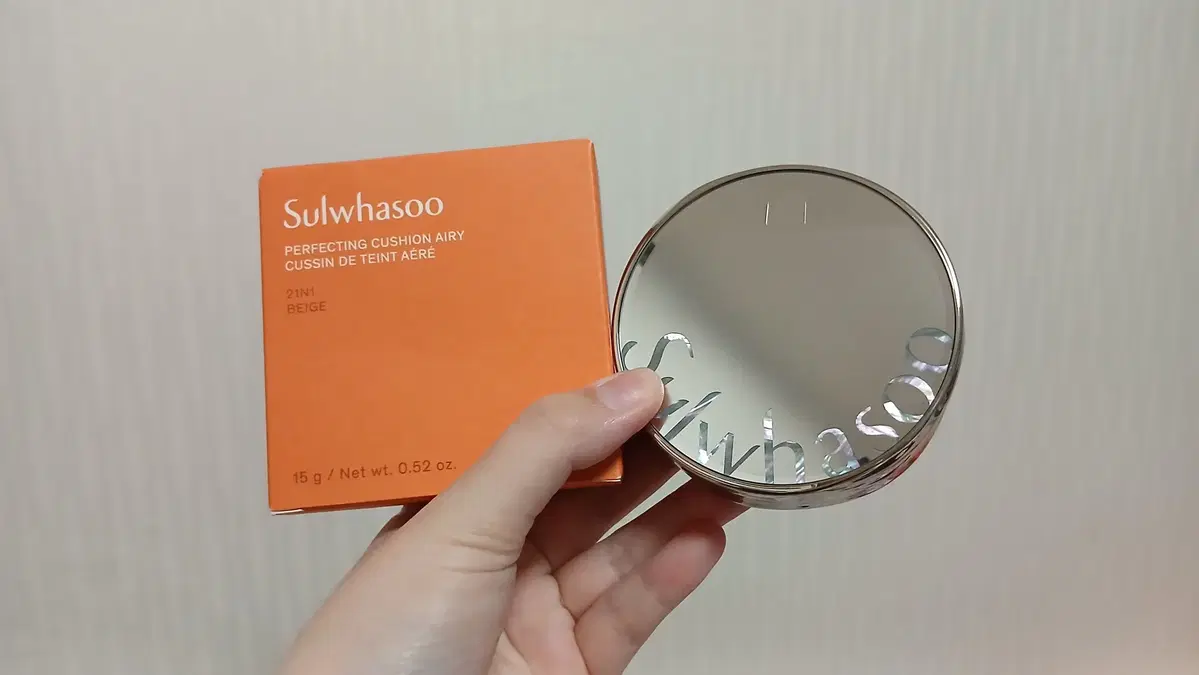 Sulwhasoo
PERFECTING CUSHION AIRY
CUSSIN DE TEINT AÉRÉ
21N1
BEIGE
15 g / Net wt. 0.52 oz.
Sulwhasoo